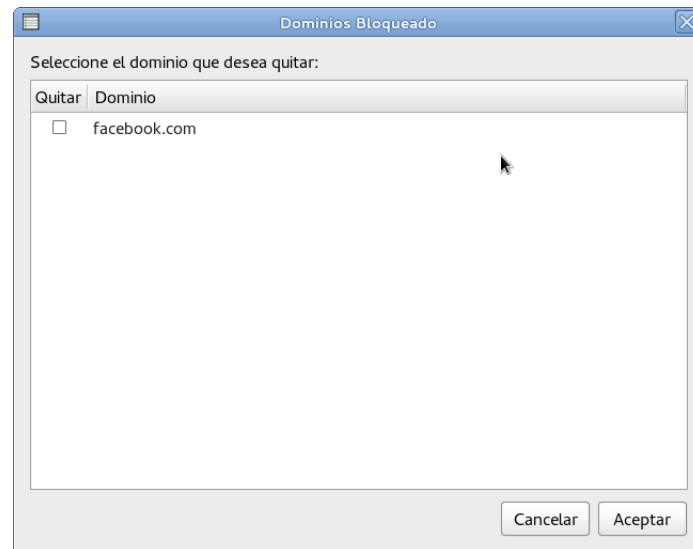 Dominios Bloqueado
Seleccione el dominio que desea quitar:
Quitar Dominio
facebook.com
Cancelar Aceptar